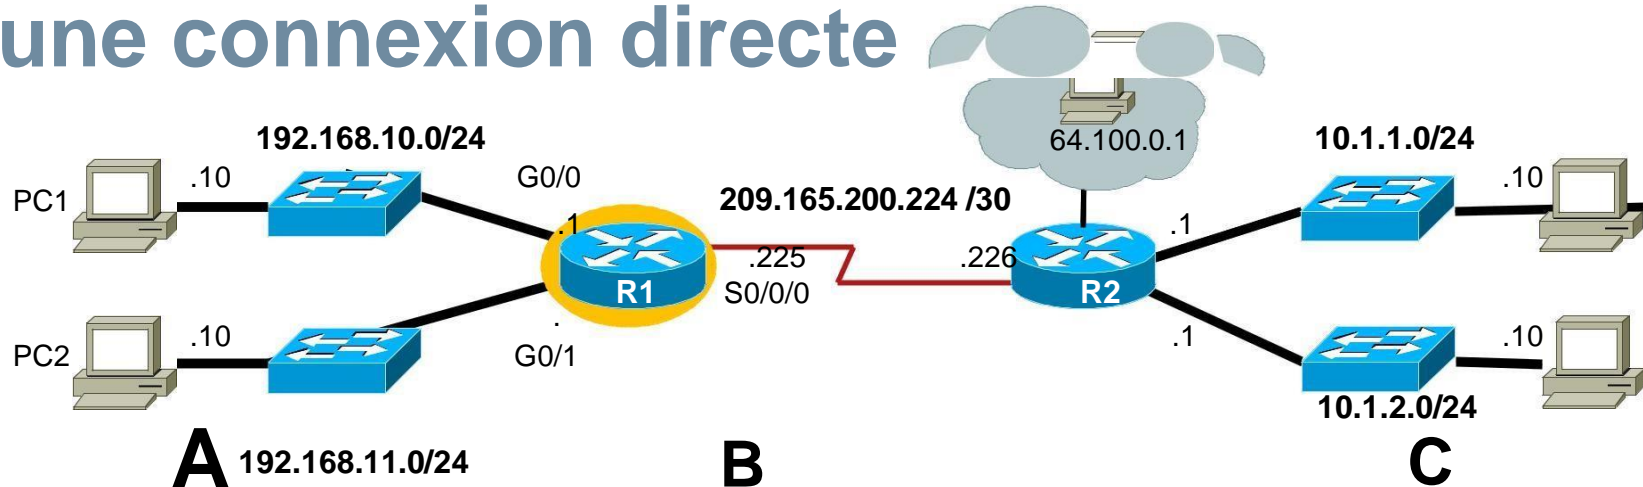 une connexion directe
192.168.10.0/24
64.100.0.1
10.1.1.0/24
PC1
.10
G0/0
.1
209.165.200.224 /30
.1
.10
.225
.226
R1
S0/0/0
R2
.
PC2
.10
G0/1
.1
.10
10.1.2.0/24
A
192.168.11.0/24
B
C